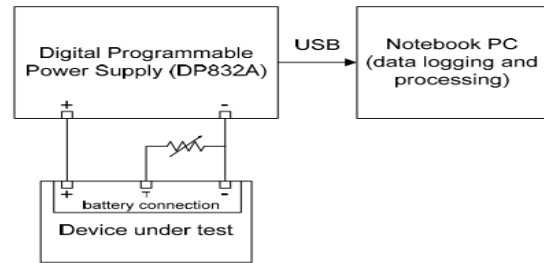 Digital Programmable
Power Supply (DP832A)
+
-
USB
Notebook PC
(data logging and
processing)
+
T
-
battery connection
Device under test